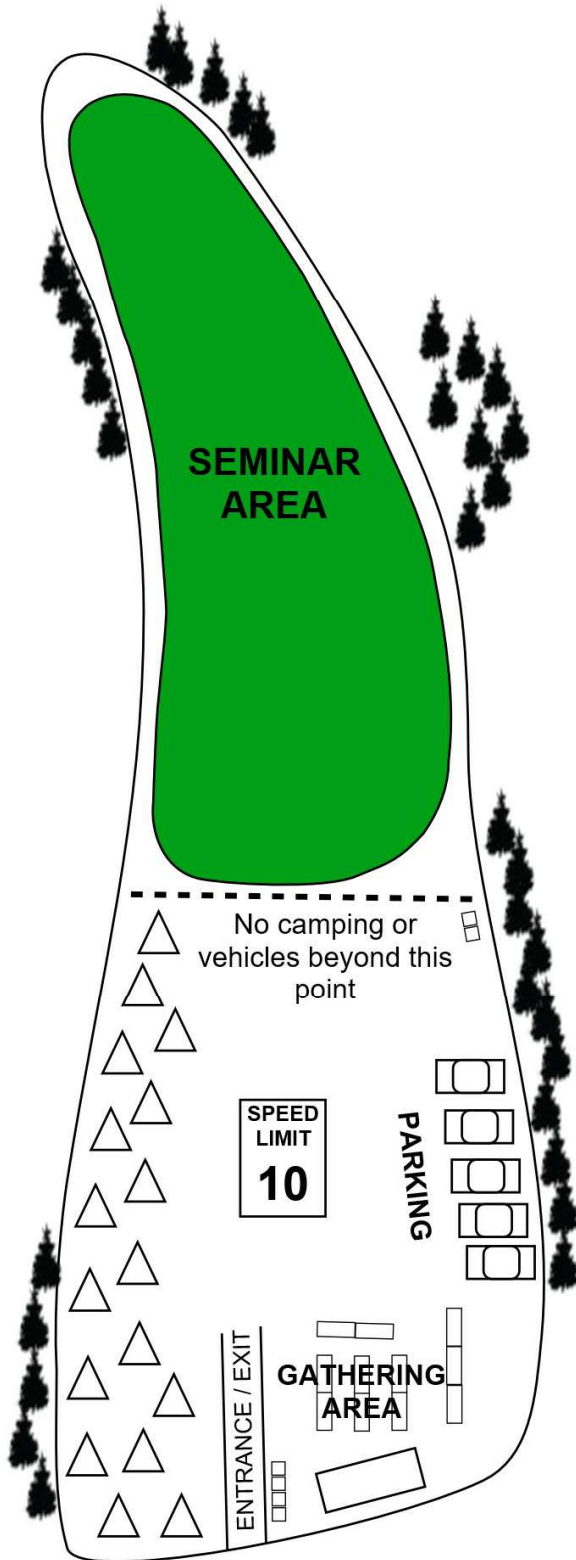 SEMINAR
AREA
No camping or
vehicles beyond this
point
SPEED
LIMIT
10
PARKING
GATHERING
AREA
ENTRANCE / EXIT